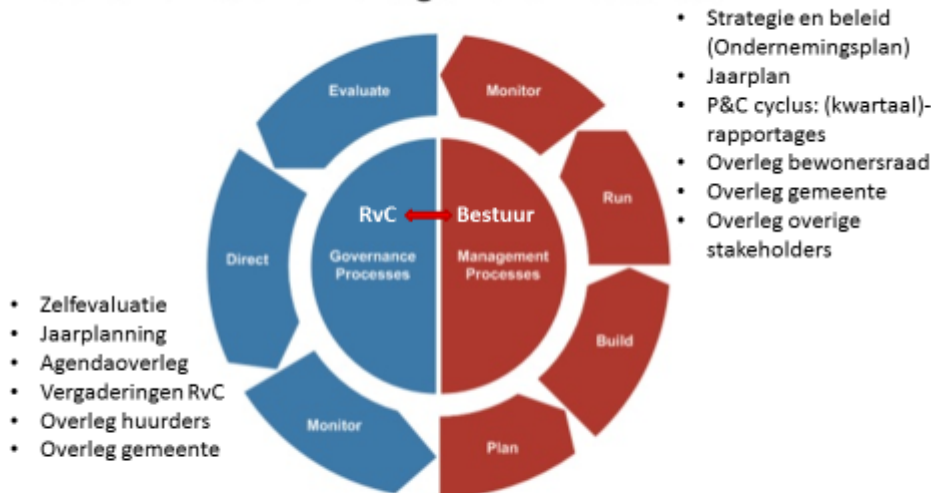 • Strategie en beleid
(Ondernemingsplan)
• Jaarplan
• P&C cyclus: (kwartaal)-
rapportages
• Overleg bewonersraad
• Overleg gemeente
• Overleg overige
stakeholders
Evaluate
Monitor
Run
RvC
Bestuur
Direct
Governance
Processes
Management
Processes
Build
Monitor
Plan
• Zelfevaluatie
• Jaarplanning
• Agendaoverleg
• Vergaderingen RvC
• Overleg huurders
• Overleg gemeente